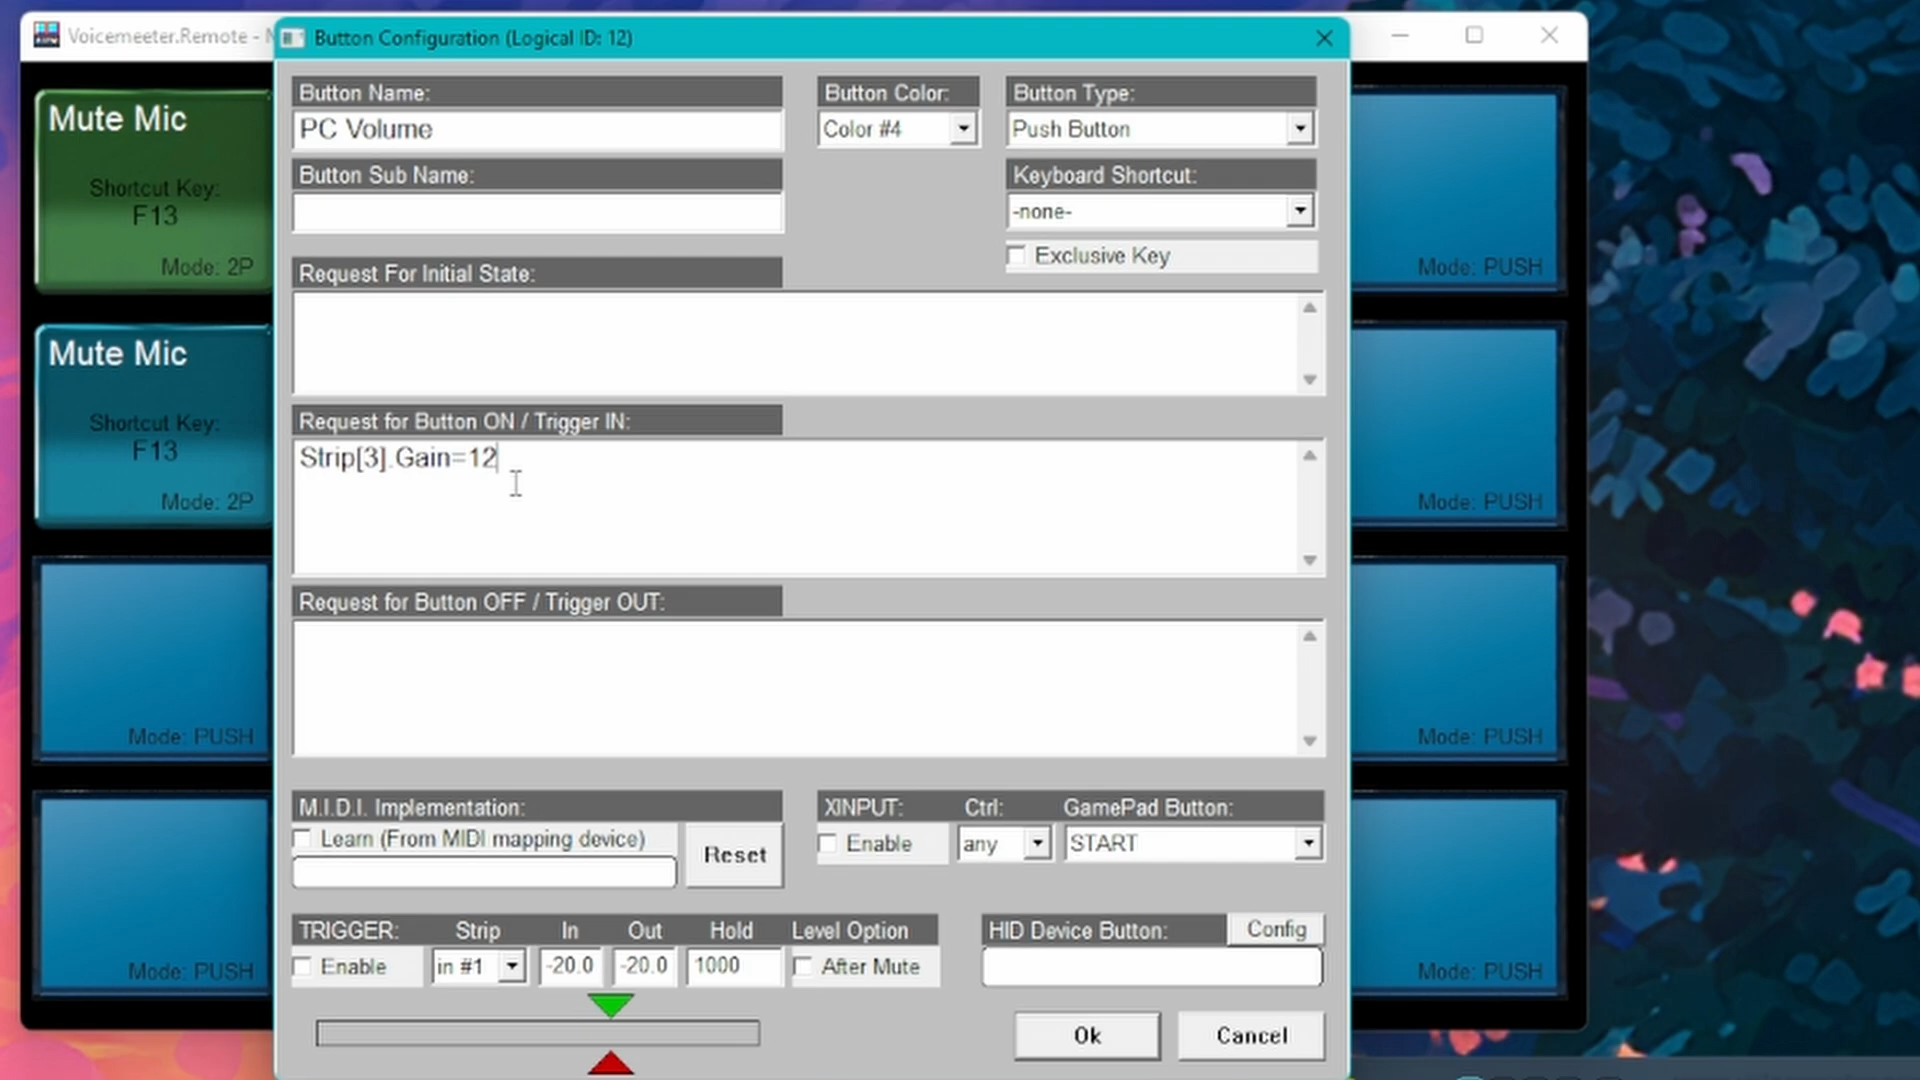 Voicemeeter.Remote -
Button Configuration (Logical ID: 12)
Mute Mic
Shortcut Key:
F13
Mode: 2P
Mute Mic
Shortcut Key:
F13
Mode: 2P
Mode: PUSH
Mode: PUSH
Button Name:
PC Volume
Button Color:
Color #4
Button Type:
Push Button
Button Sub Name:
Keyboard Shortcut:
-none-
Exclusive Key
Request For Initial State:
Request for Button ON / Trigger IN:
Strip[3].Gain=12
Request for Button OFF / Trigger OUT:
M.I.D.I. Implementation:
Learn (From MIDI mapping device)
Reset
XINPUT: Ctrl: GamePad Button:
Enable any START
TRIGGER: Strip In Out Hold Level Option
Enable in #1 -20.0 -20.0 1000 After Mute
HID Device Button: Config
Ok Cancel
Mode: PUSH
Mode: PUSH
Mode: PUSH
Mode: PUSH